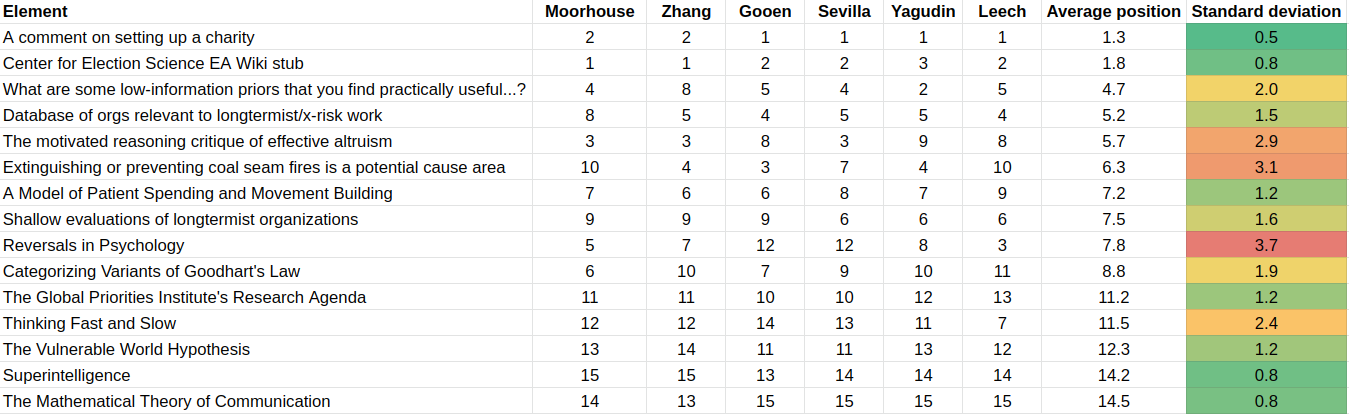 Element Moorhouse Zhang Gooen Sevilla Yagudin Leech Average position Standard deviation
A comment on setting up a charity 2 2 1 1 1 1 1.3 0.5
Center for Election Science EA Wiki stub 1 1 2 2 3 2 1.8 0.8
What are some low-information priors that you find practically useful...? 4 8 5 4 2 5 4.7 2.0
Database of orgs relevant to longtermist/x-risk work 8 5 4 5 5 4 5.2 1.5
The motivated reasoning critique of effective altruism 3 3 8 3 9 8 5.7 2.9
Extinguishing or preventing coal seam fires is a potential cause area 10 4 3 7 4 10 6.3 3.1
A Model of Patient Spending and Movement Building 7 6 6 8 7 9 7.2 1.2
Shallow evaluations of longtermist organizations 9 9 9 6 6 6 7.5 1.6
Reversals in Psychology 5 7 12 12 8 3 7.8 3.7
Categorizing Variants of Goodhart's Law 6 10 7 9 10 11 8.8 1.9
The Global Priorities Institute's Research Agenda 11 11 10 10 12 13 11.2 1.2
Thinking Fast and Slow 12 12 14 13 11 7 11.5 2.4
The Vulnerable World Hypothesis 13 14 11 11 13 12 12.3 1.2
Superintelligence 15 15 13 14 14 14 14.2 0.8
The Mathematical Theory of Communication 14 13 15 15 15 15 14.5 0.8